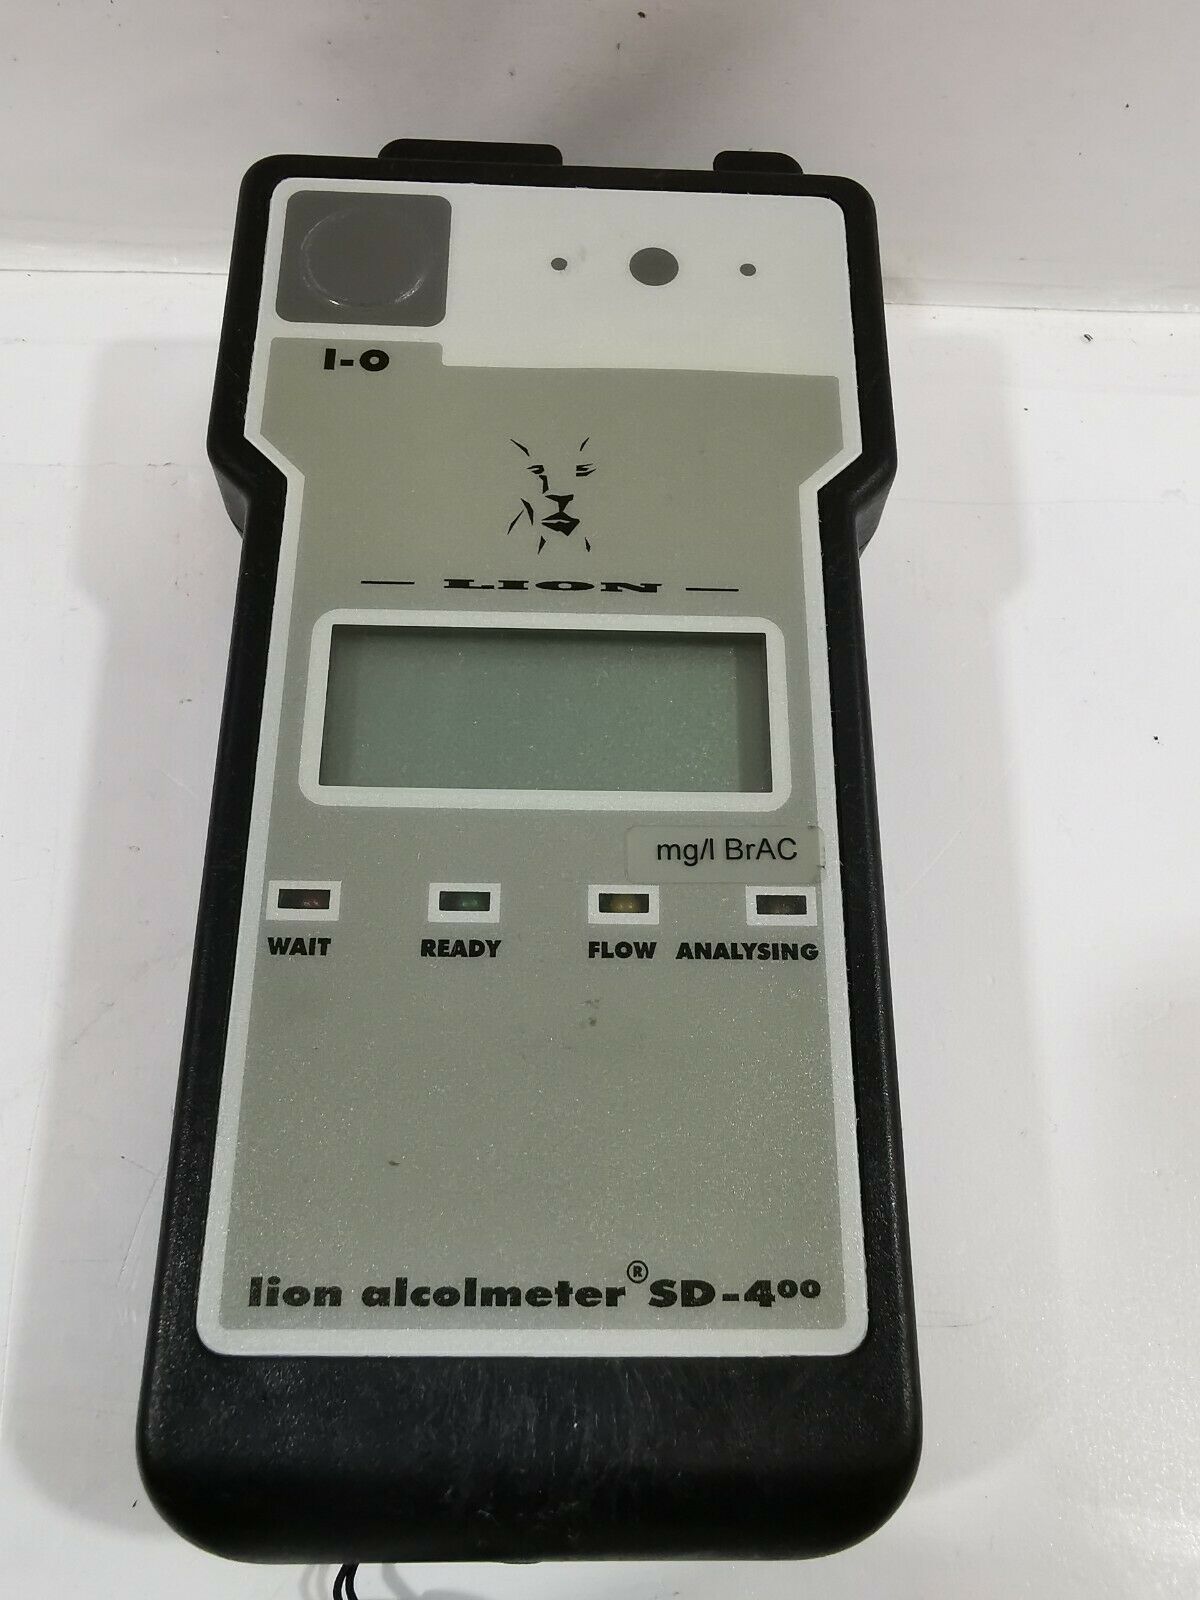 I-O
LION
mg/l BrAC
WAIT READY FLOW ANALYSING
lion alcolmeter® SD-400